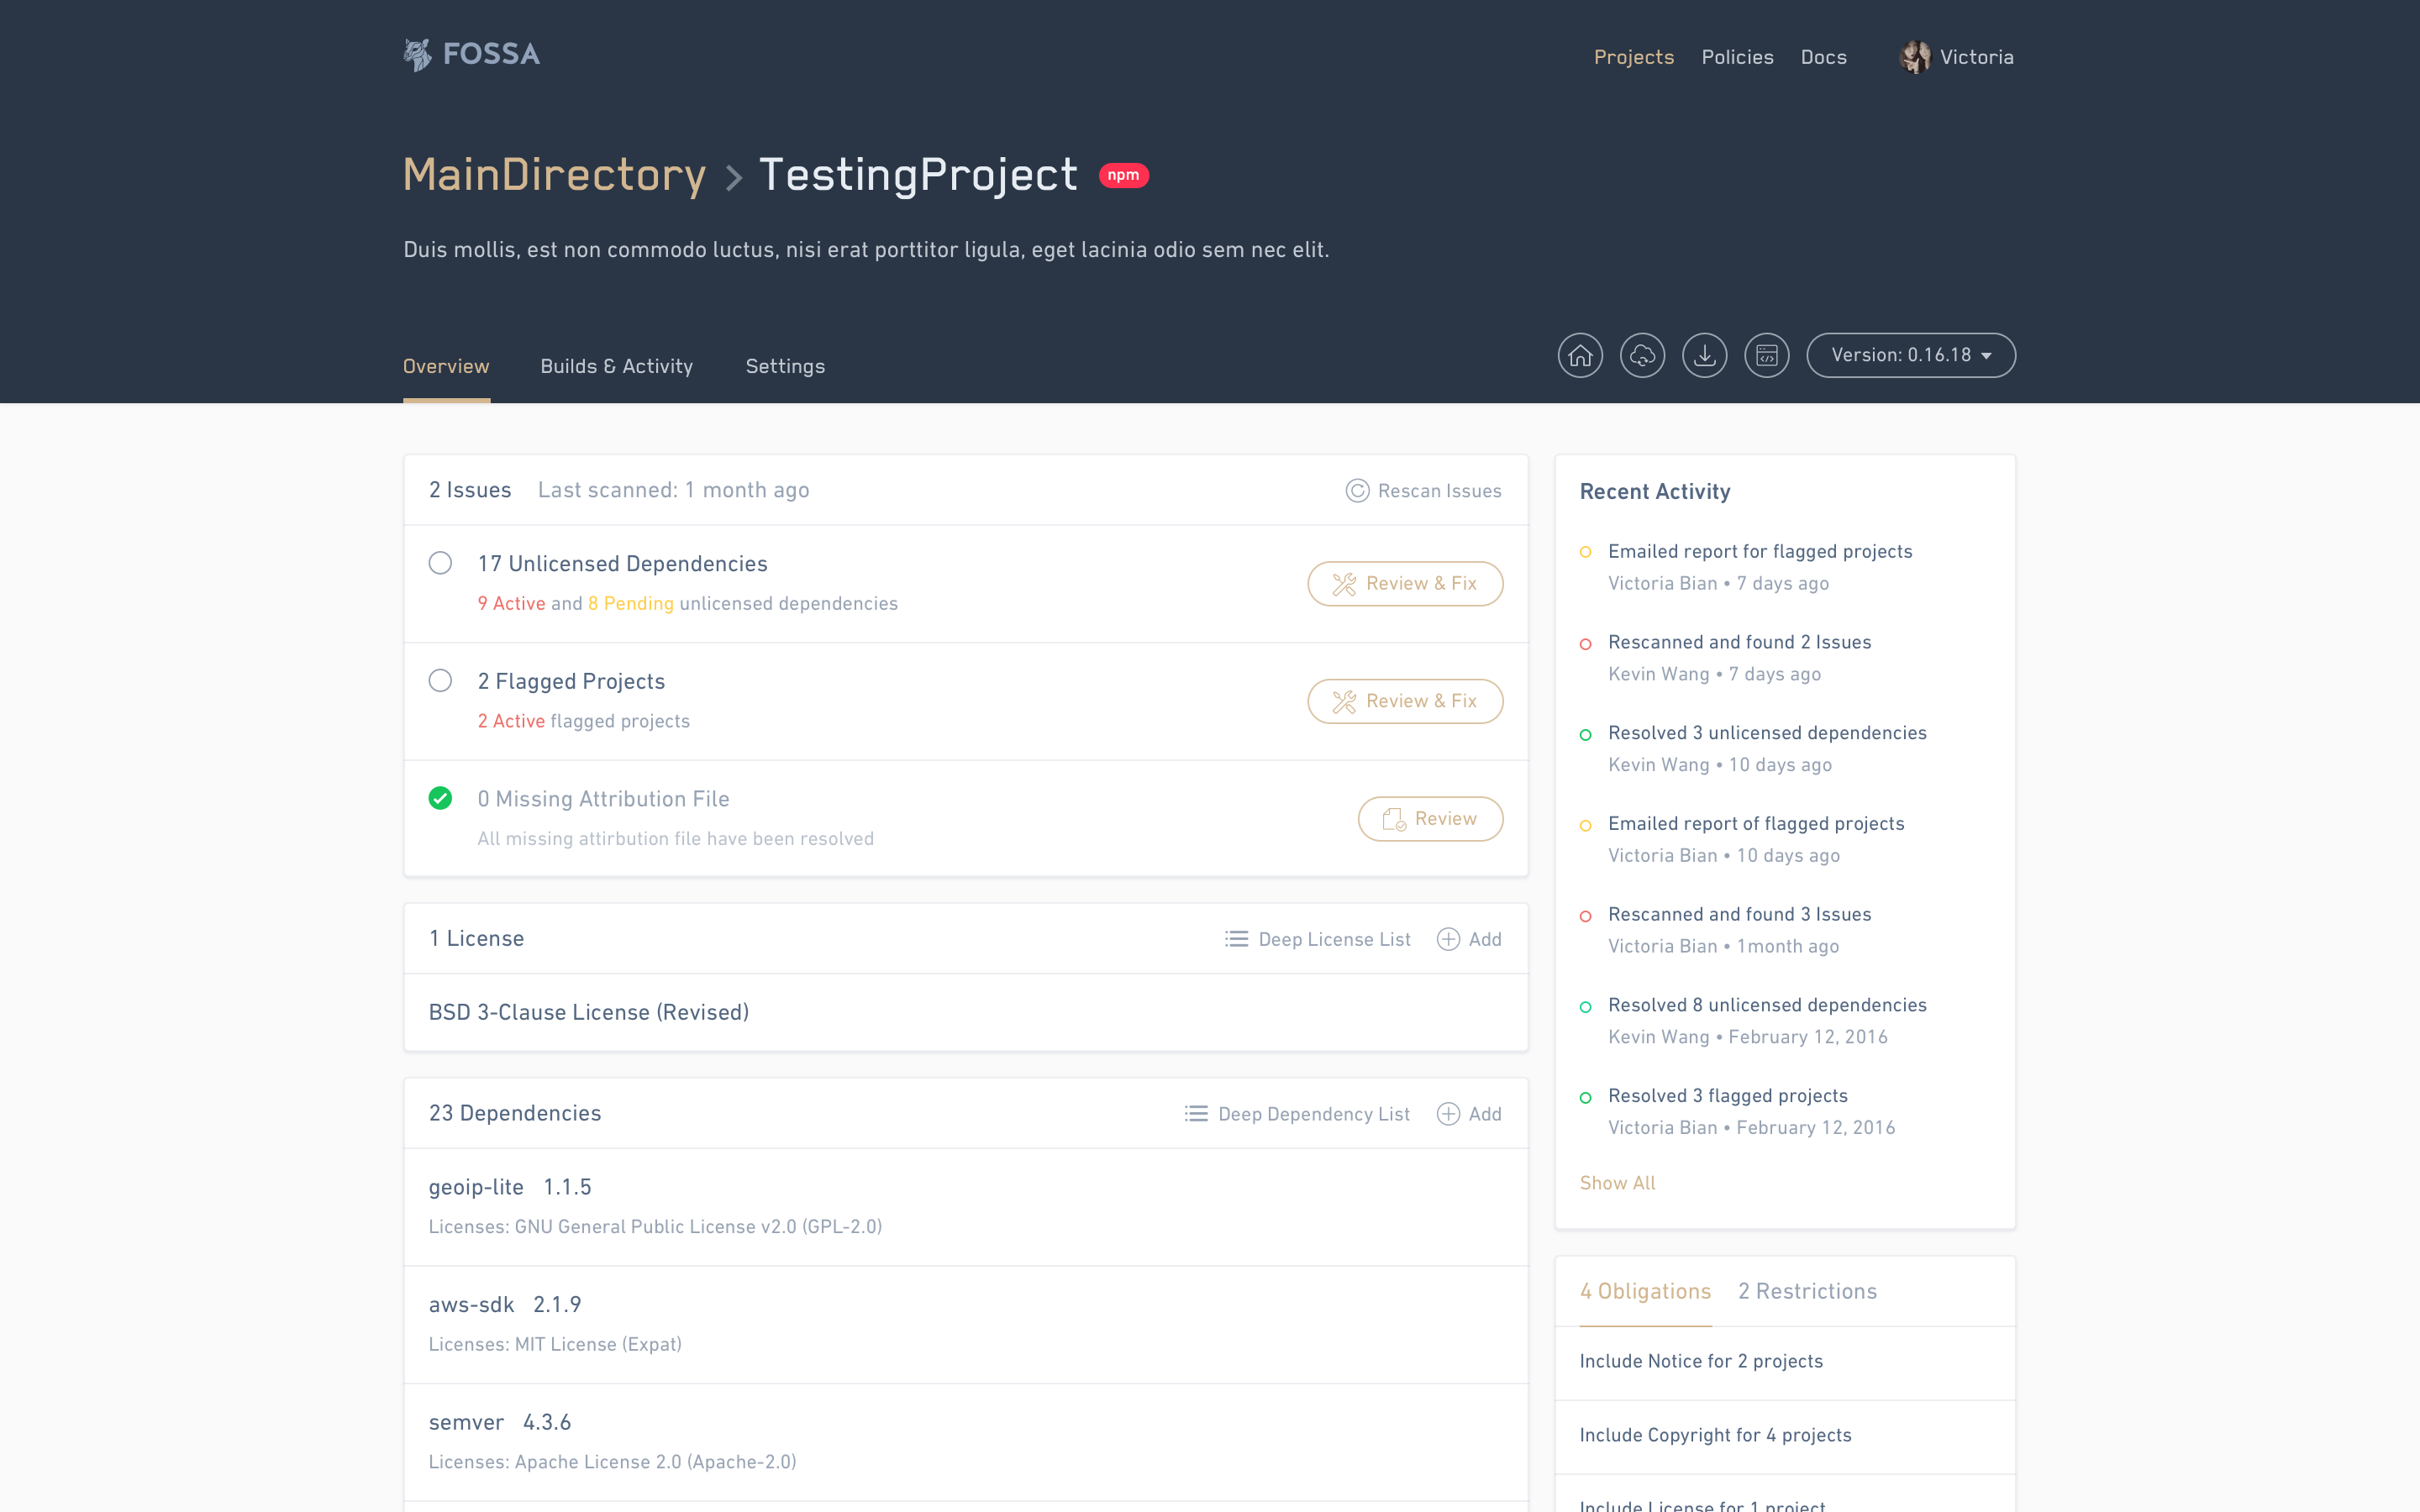 FOSSA
Projects Policies Docs Victoria
MainDirectory > TestingProject npm
Duis mollis, est non commodo luctus, nisi erat porttitor ligula, eget lacinia odio sem nec elit.
Overview Builds & Activity Settings
Version: 0.16.18
2 Issues Last scanned: 1 month ago Rescan Issues
17 Unlicensed Dependencies
9 Active and 8 Pending unlicensed dependencies
Review & Fix
2 Flagged Projects
2 Active flagged projects
Review & Fix
0 Missing Attribution File
All missing attirbution file have been resolved
Review
1 License Deep License List Add
BSD 3-Clause License (Revised)
23 Dependencies Deep Dependency List Add
geoip-lite 1.1.5
Licenses: GNU General Public License v2.0 (GPL-2.0)
aws-sdk 2.1.9
Licenses: MIT License (Expat)
semver 4.3.6
Licenses: Apache License 2.0 (Apache-2.0)
Recent Activity
Emailed report for flagged projects
Victoria Bian • 7 days ago
Rescanned and found 2 Issues
Kevin Wang • 7 days ago
Resolved 3 unlicensed dependencies
Kevin Wang • 10 days ago
Emailed report of flagged projects
Victoria Bian • 10 days ago
Rescanned and found 3 Issues
Victoria Bian • 1month ago
Resolved 8 unlicensed dependencies
Kevin Wang • February 12, 2016
Resolved 3 flagged projects
Victoria Bian • February 12, 2016
Show All
4 Obligations 2 Restrictions
Include Notice for 2 projects
Include Copyright for 4 projects
Include License for 1 project